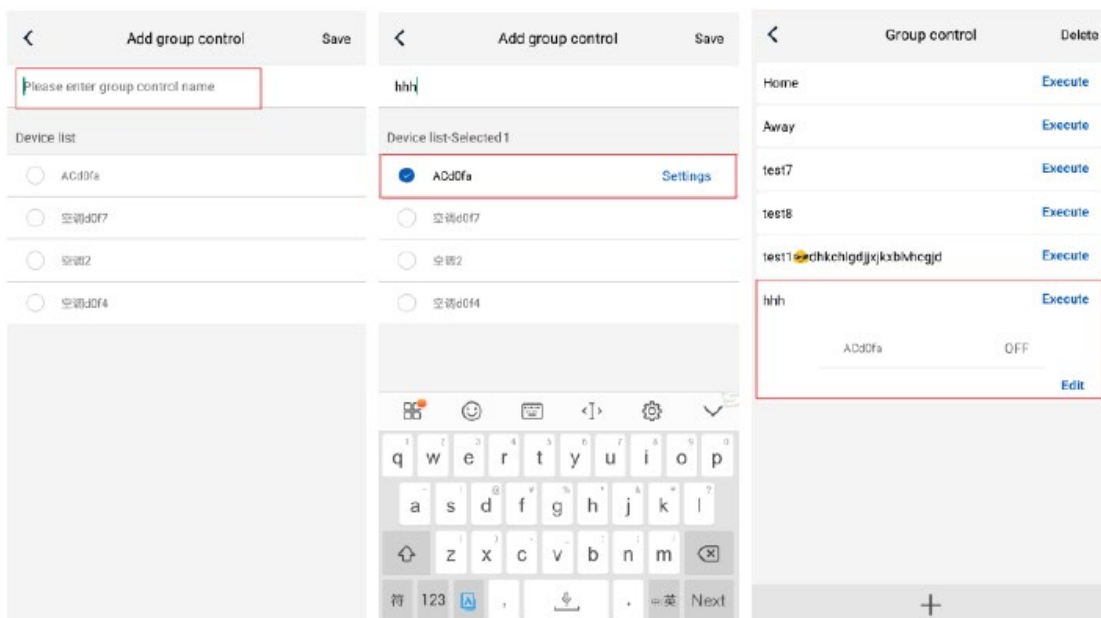 Add group control Save
Please enter group control name
Device list
ACd0fa
空调d0f7
空调2
空调d0f4
Add group control Save
hhh
Device list-Selected 1
ACd0fa Settings
空调d0f7
空调2
空调d0f4
q w e r t y u i o p
a s d f g h j k l
z x c v b n m
符 123 , . 中/英 Next
Group control Delete
Home Execute
Away Execute
test7 Execute
test8 Execute
Execute
hhh Execute
ACd0fa OFF
Edit
+